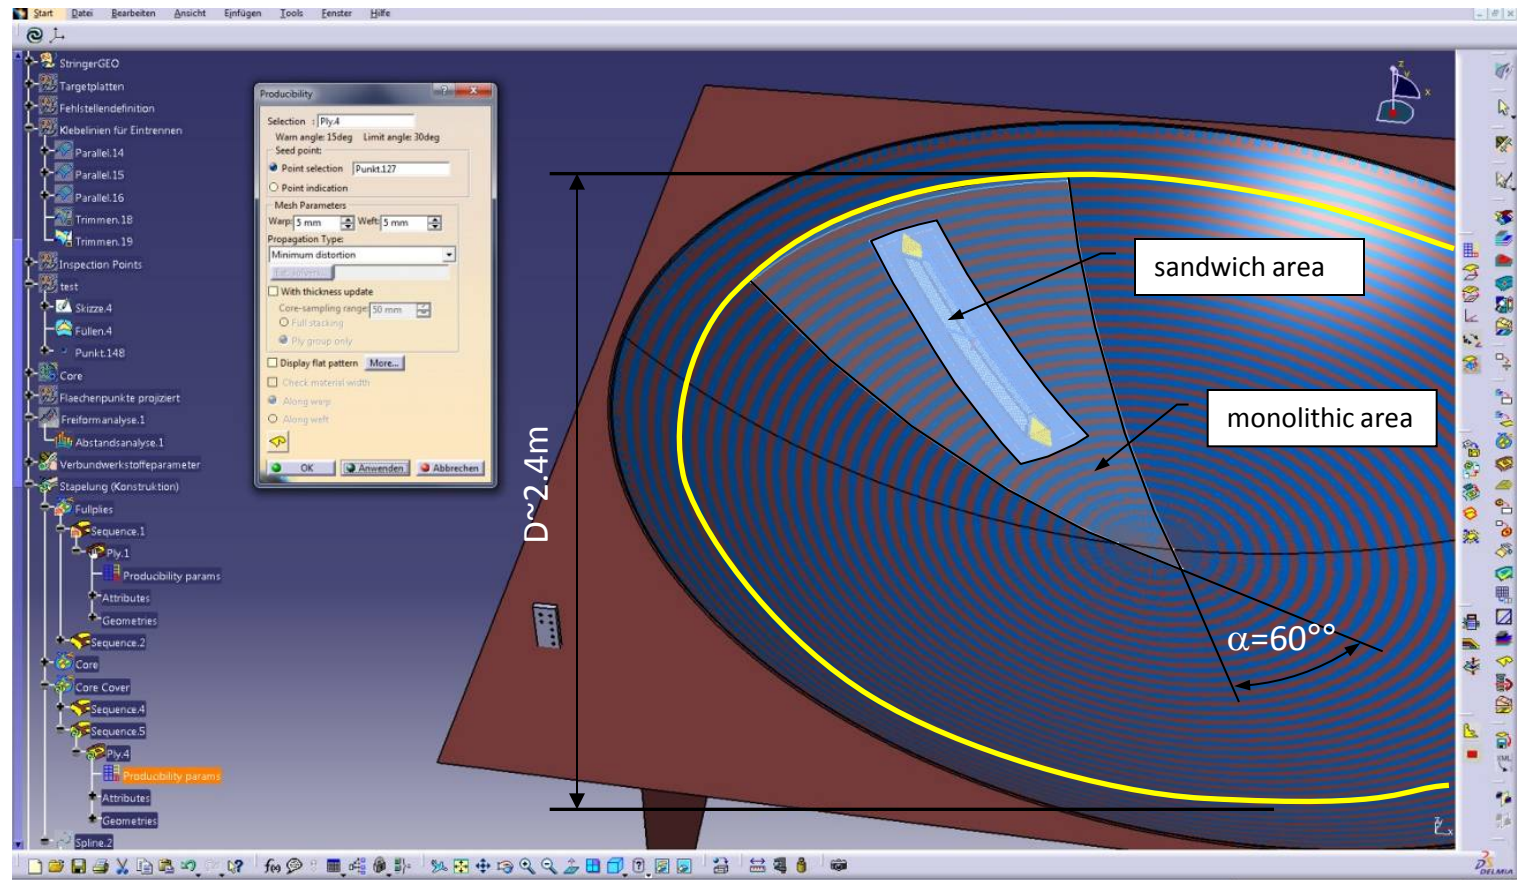 Start Datei Bearbeiten Ansicht Einfügen Tools Fenster Hilfe
StringerGEO
Targetplatten
Fehlstellendefinition
Klebelinien für Eintrennen
Parallel.14
Parallel.15
Parallel.16
Trimmen.18
Trimmen.19
Inspection Points
test
Skizze.4
Füllen.4
Punkt.148
Core
Flaechenpunkte projiziert
Freiformanalyse.1
Abstandsanalyse.1
Verbundwerkstoffeparameter
Stapelung (Konstruktion)
Fullplies
Sequence.1
Ply.1
Producibility params
Attributes
Geometries
Sequence.2
Core
Core Cover
Sequence.4
Sequence.5
Ply.4
Producibility params
Attributes
Geometries
Spline.2
Producibility
Selection : Ply.4
Warn angle: 15deg Limit angle: 30deg
Seed point:
Point selection Punkt.127
Point indication
Mesh Parameters
Warp: 5 mm Weft: 5 mm
Propagation Type:
Minimum distortion
With thickness update
Core-sampling range: 50 mm
Full stacking
Ply group only
Display flat pattern More...
Check material width
Along warp
Along weft
OK Anwenden Abbrechen
D~2.4m
sandwich area
monolithic area
α=60°°
z
y
x
z
x
XML
f(x)
DELMIA